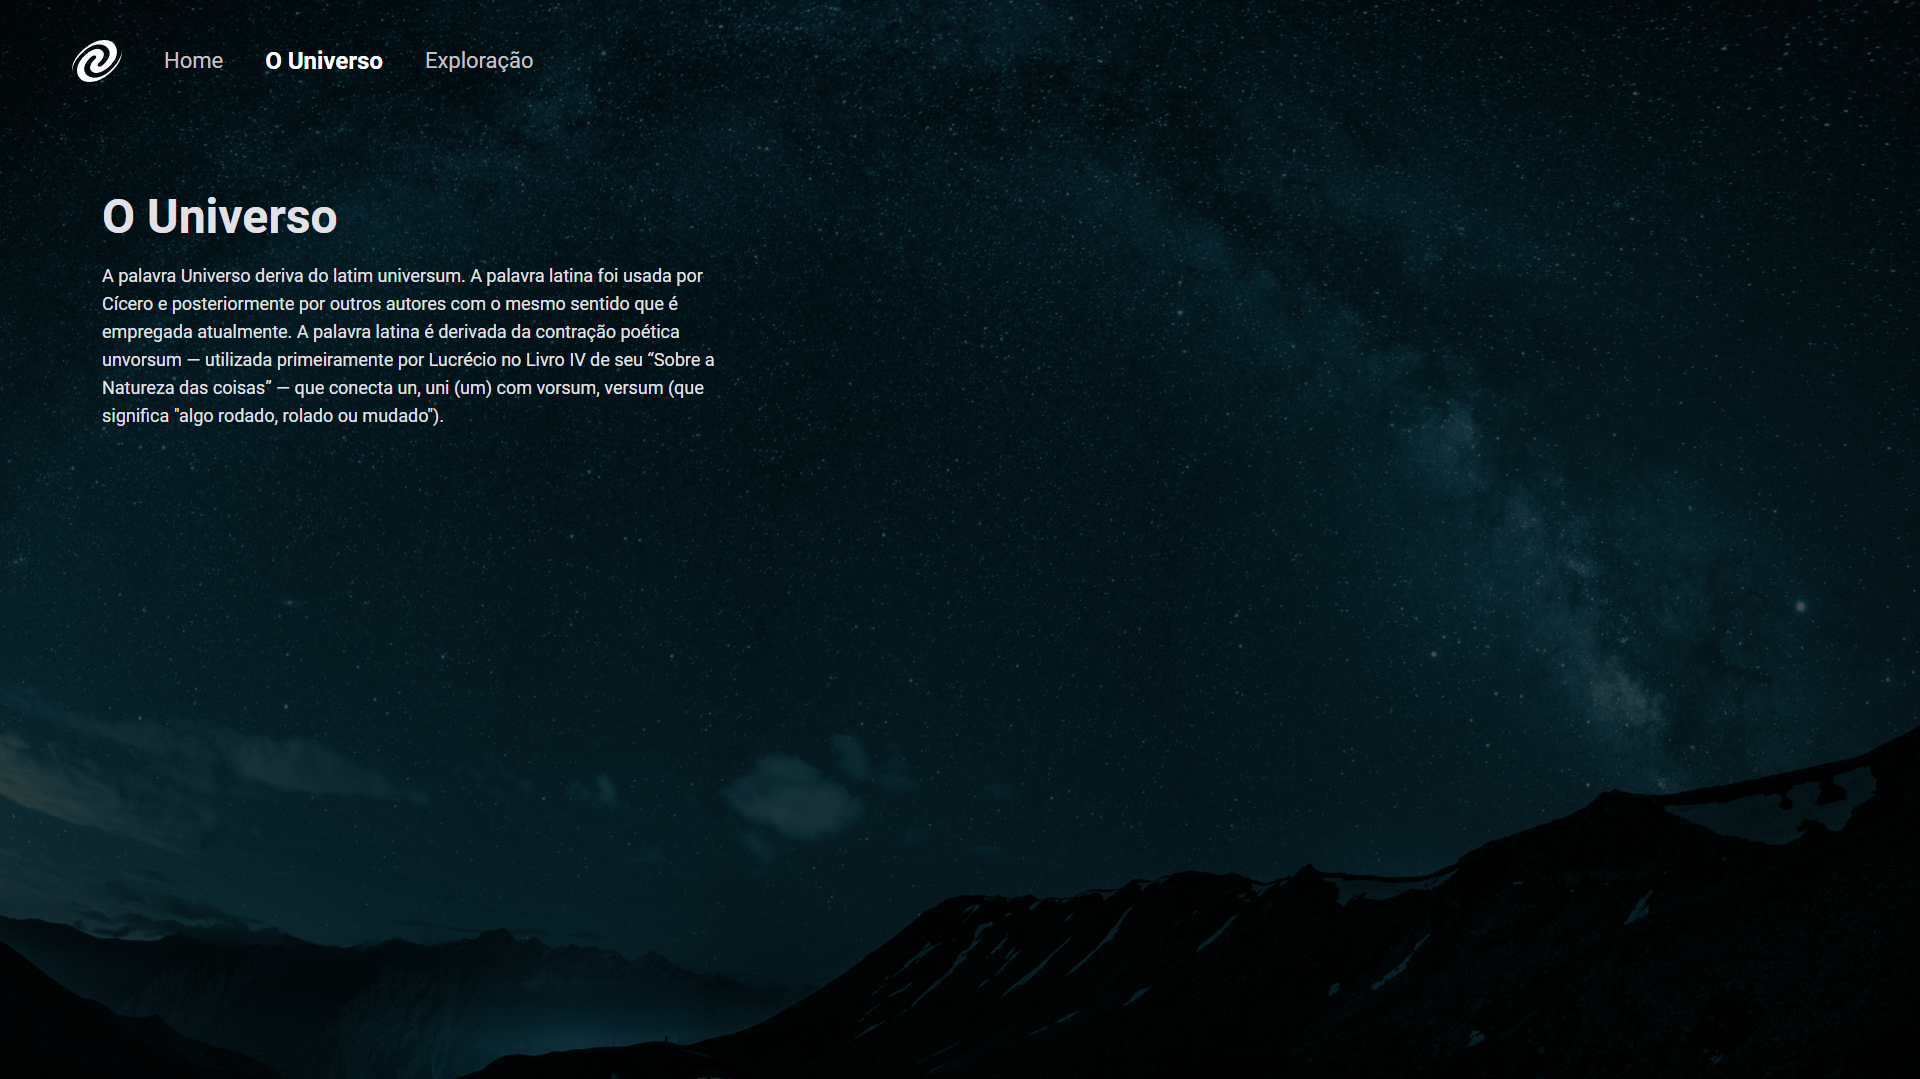 Home O Universo Exploração
O Universo
A palavra Universo deriva do latim universum. A palavra latina foi usada por
Cícero e posteriormente por outros autores com o mesmo sentido que é
empregada atualmente. A palavra latina é derivada da contração poética
unvorsum — utilizada primeiramente por Lucrécio no Livro IV de seu “Sobre a
Natureza das coisas” — que conecta un, uni (um) com vorsum, versum (que
significa "algo rodado, rolado ou mudado").